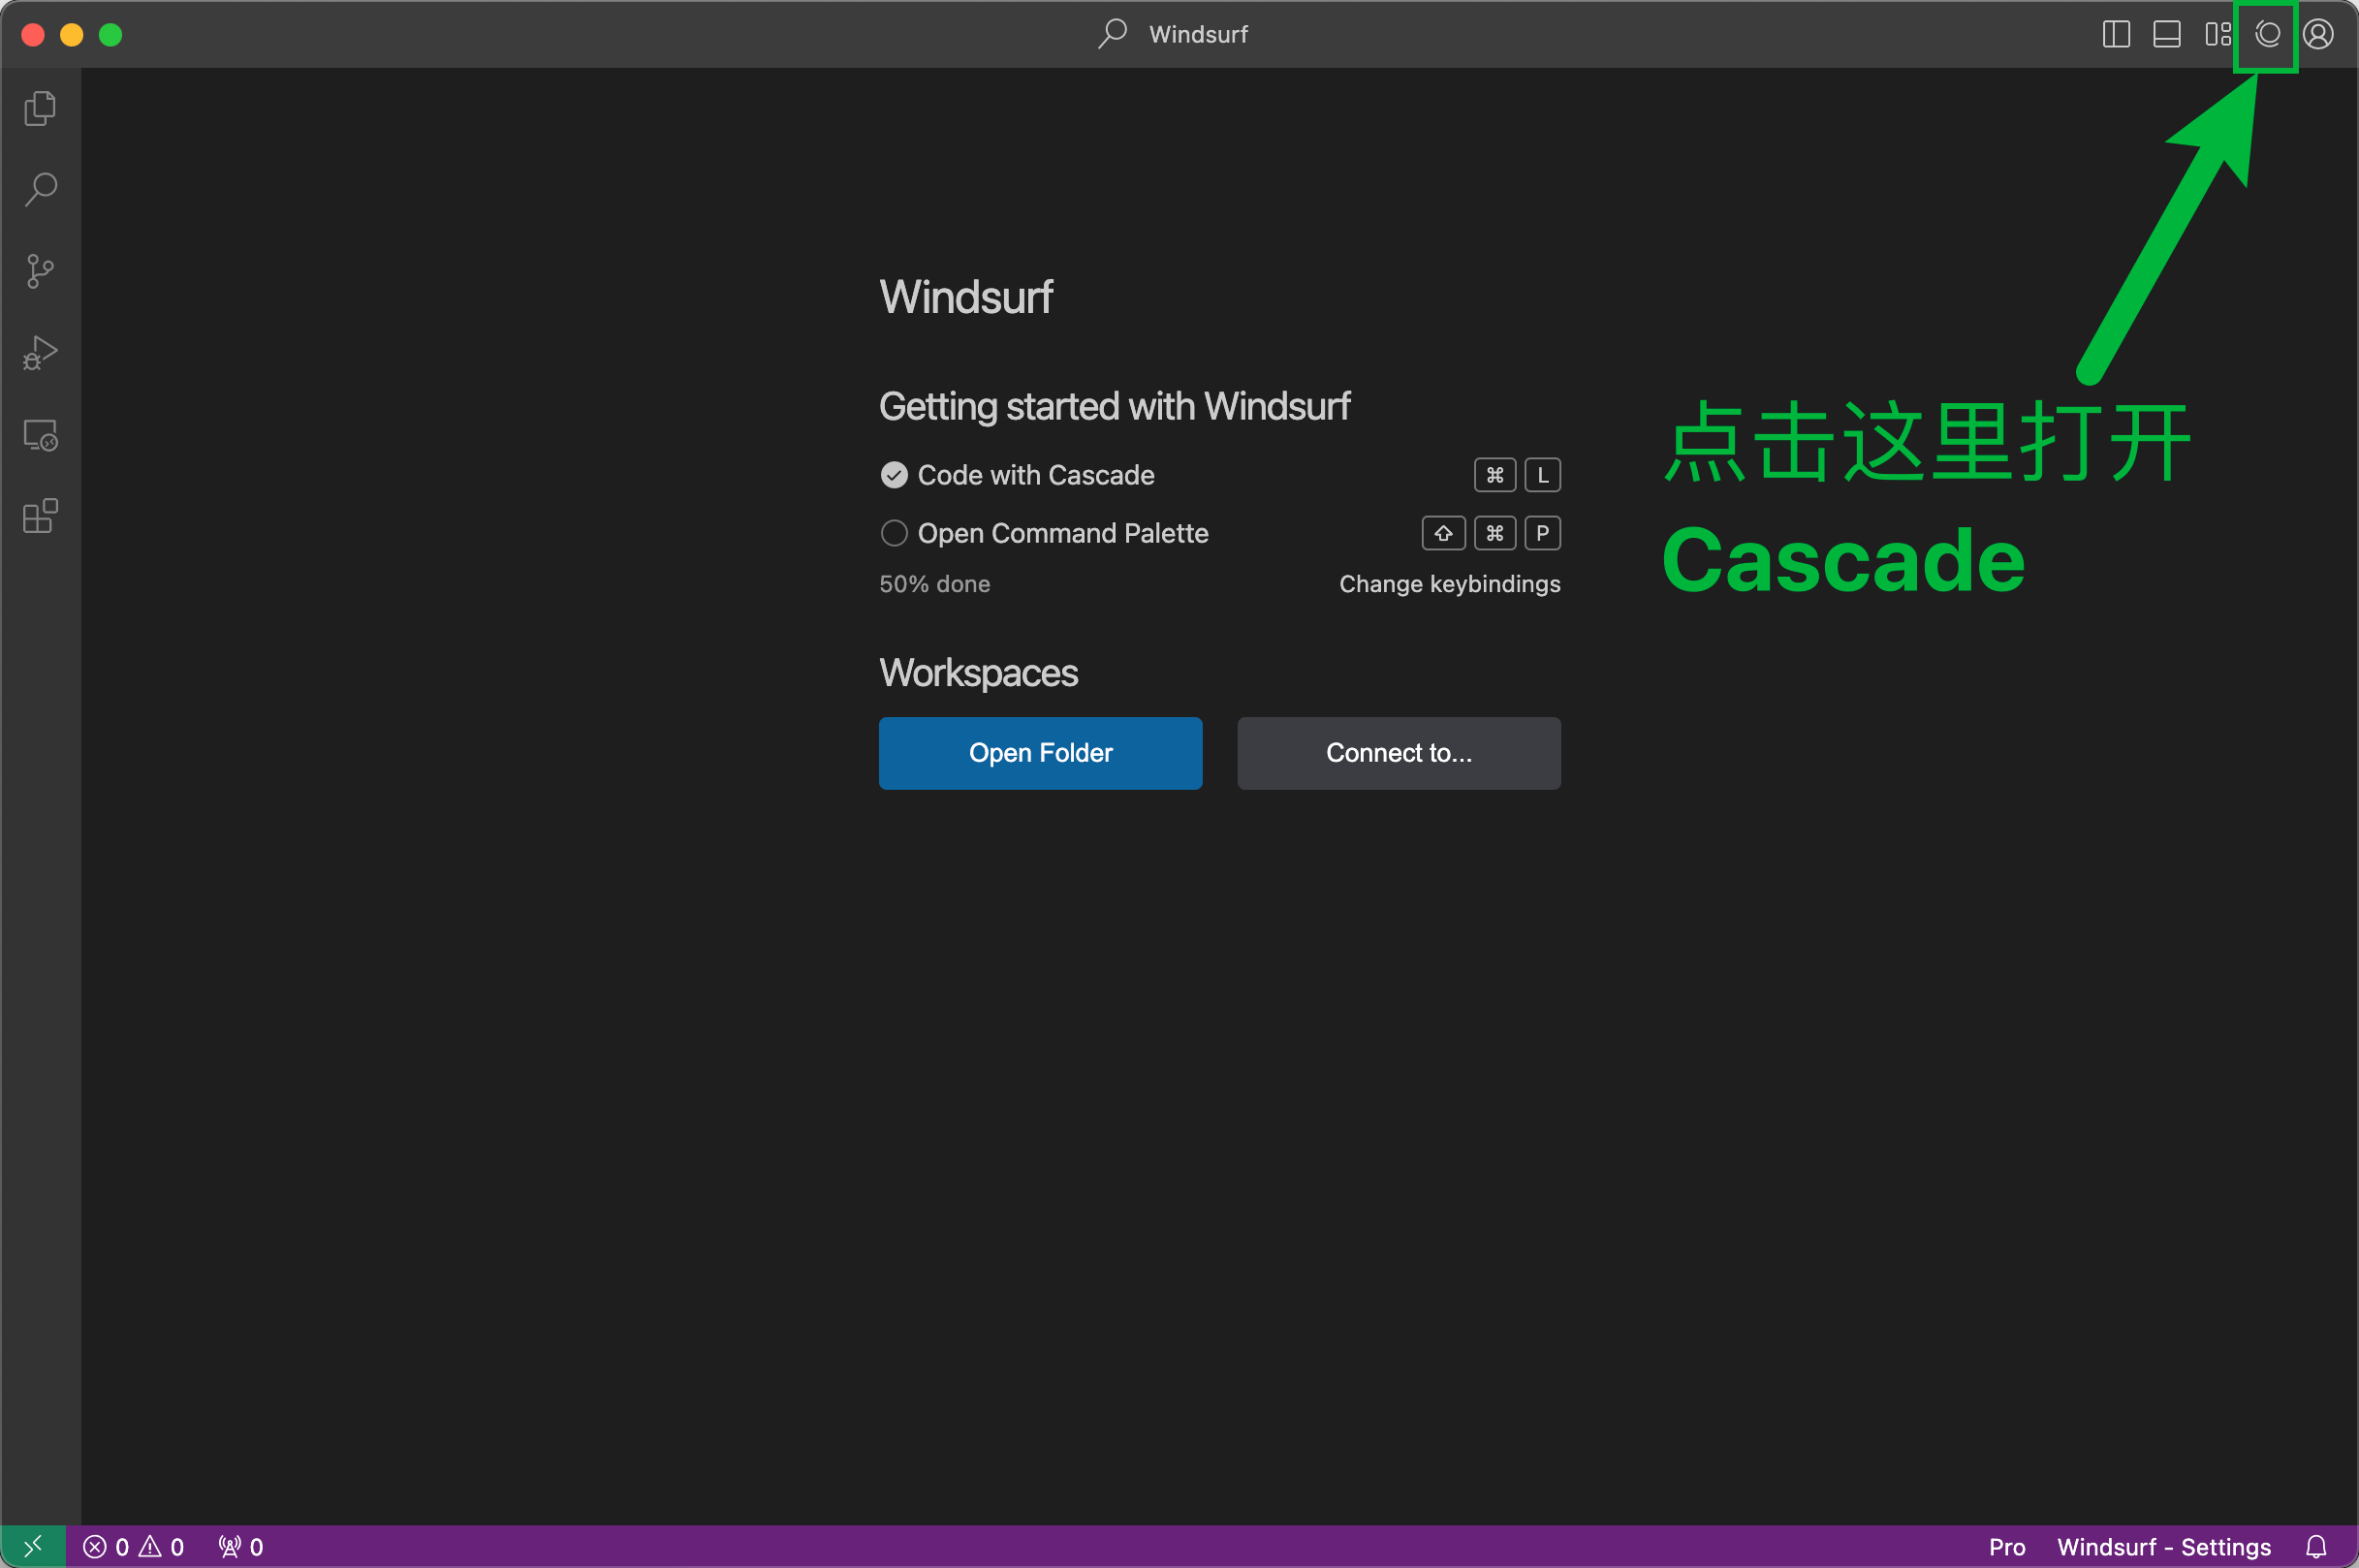 Windsurf
Windsurf
Getting started with Windsurf
Code with Cascade ⌘ L
Open Command Palette ⇧ ⌘ P
50% done Change keybindings
点击这里打开
Cascade
Workspaces
Open Folder Connect to...
0 0 0 Pro Windsurf - Settings